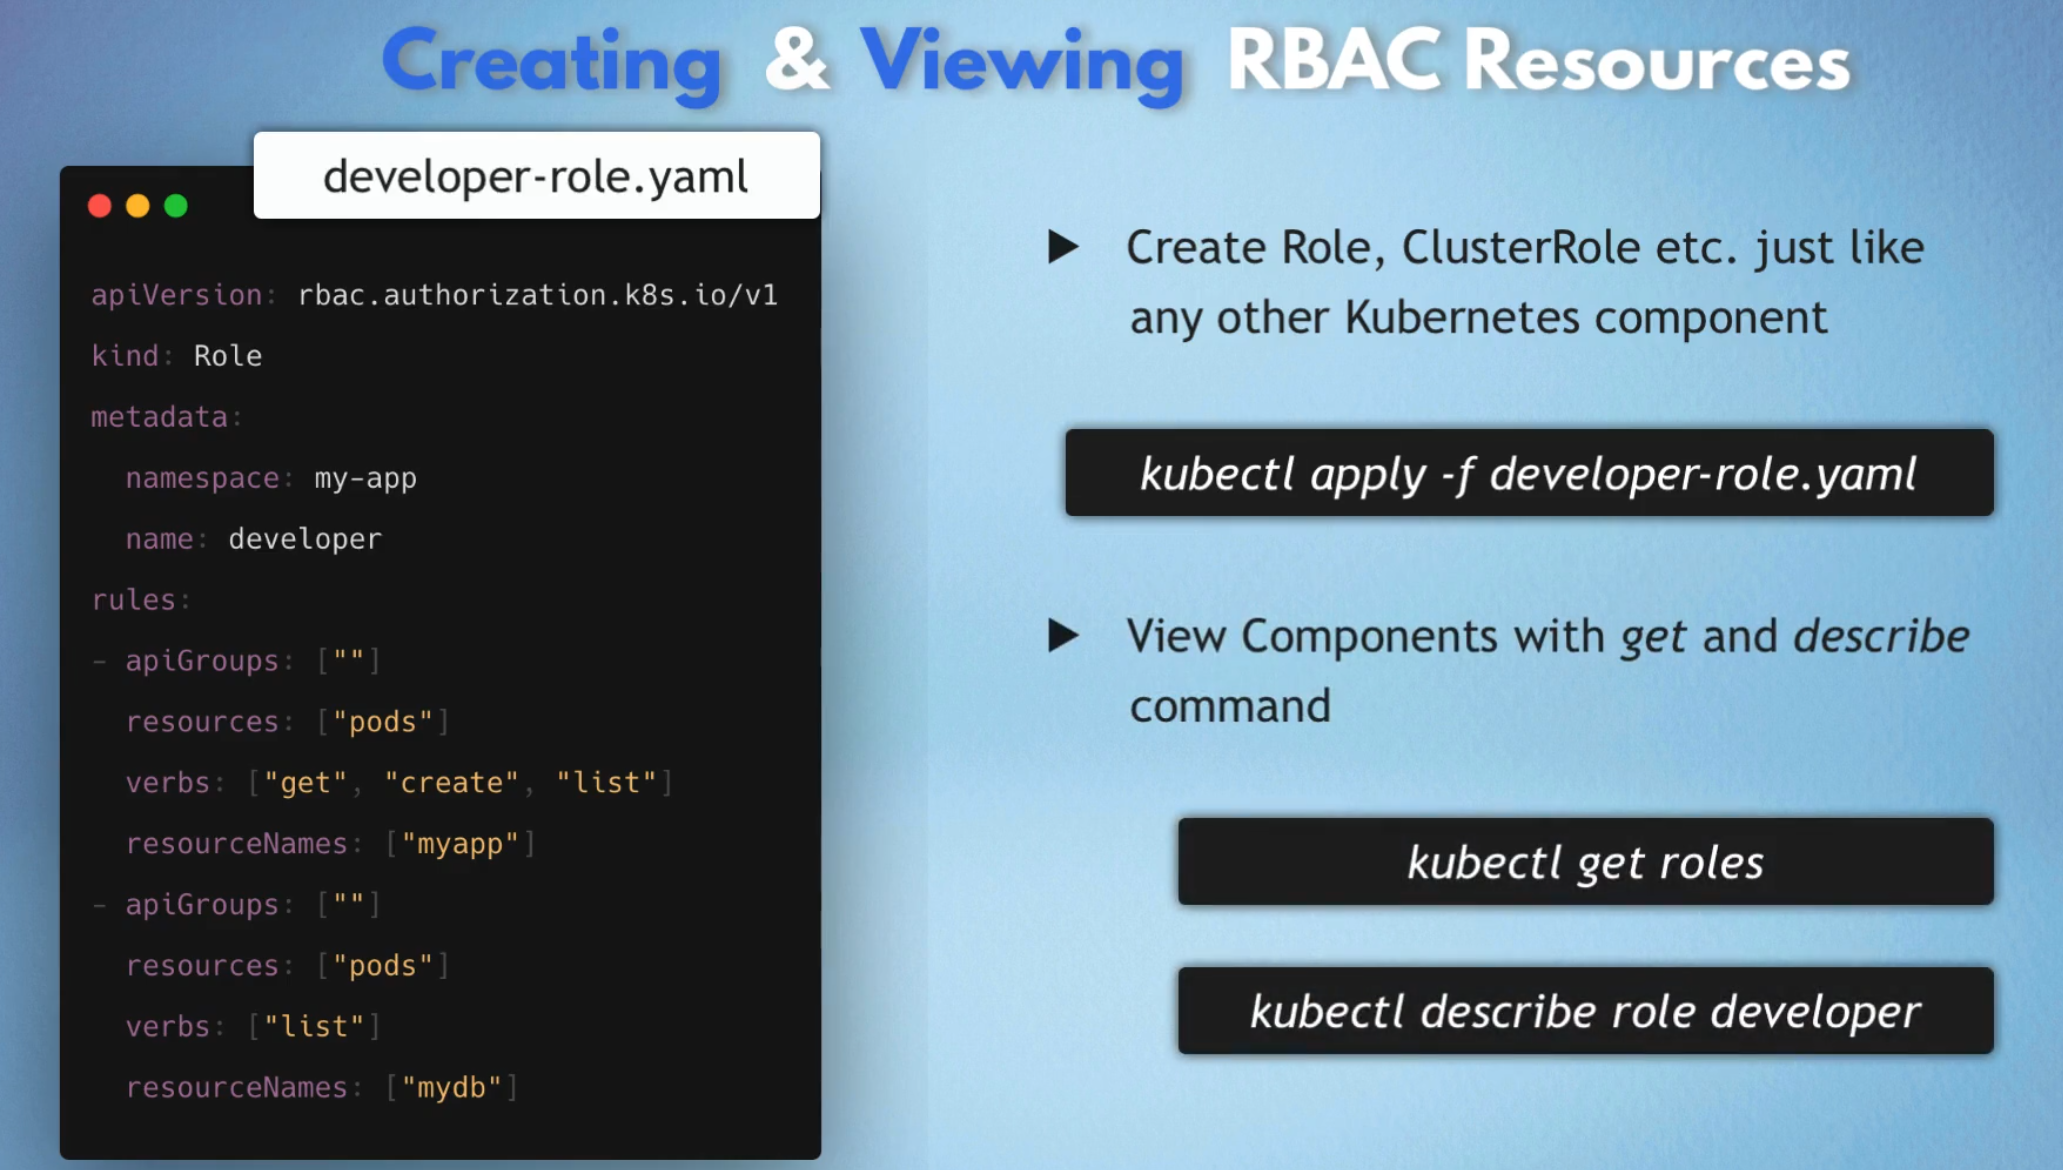 Creating & Viewing RBAC Resources
developer-role.yaml
apiVersion: rbac.authorization.k8s.io/v1
kind: Role
metadata:
  namespace: my-app
  name: developer
rules:
- apiGroups: [""]
  resources: ["pods"]
  verbs: ["get", "create", "list"]
  resourceNames: ["myapp"]
- apiGroups: [""]
  resources: ["pods"]
  verbs: ["list"]
  resourceNames: ["mydb"]
Create Role, ClusterRole etc. just like
any other Kubernetes component
kubectl apply -f developer-role.yaml
View Components with get and describe
command
kubectl get roles
kubectl describe role developer